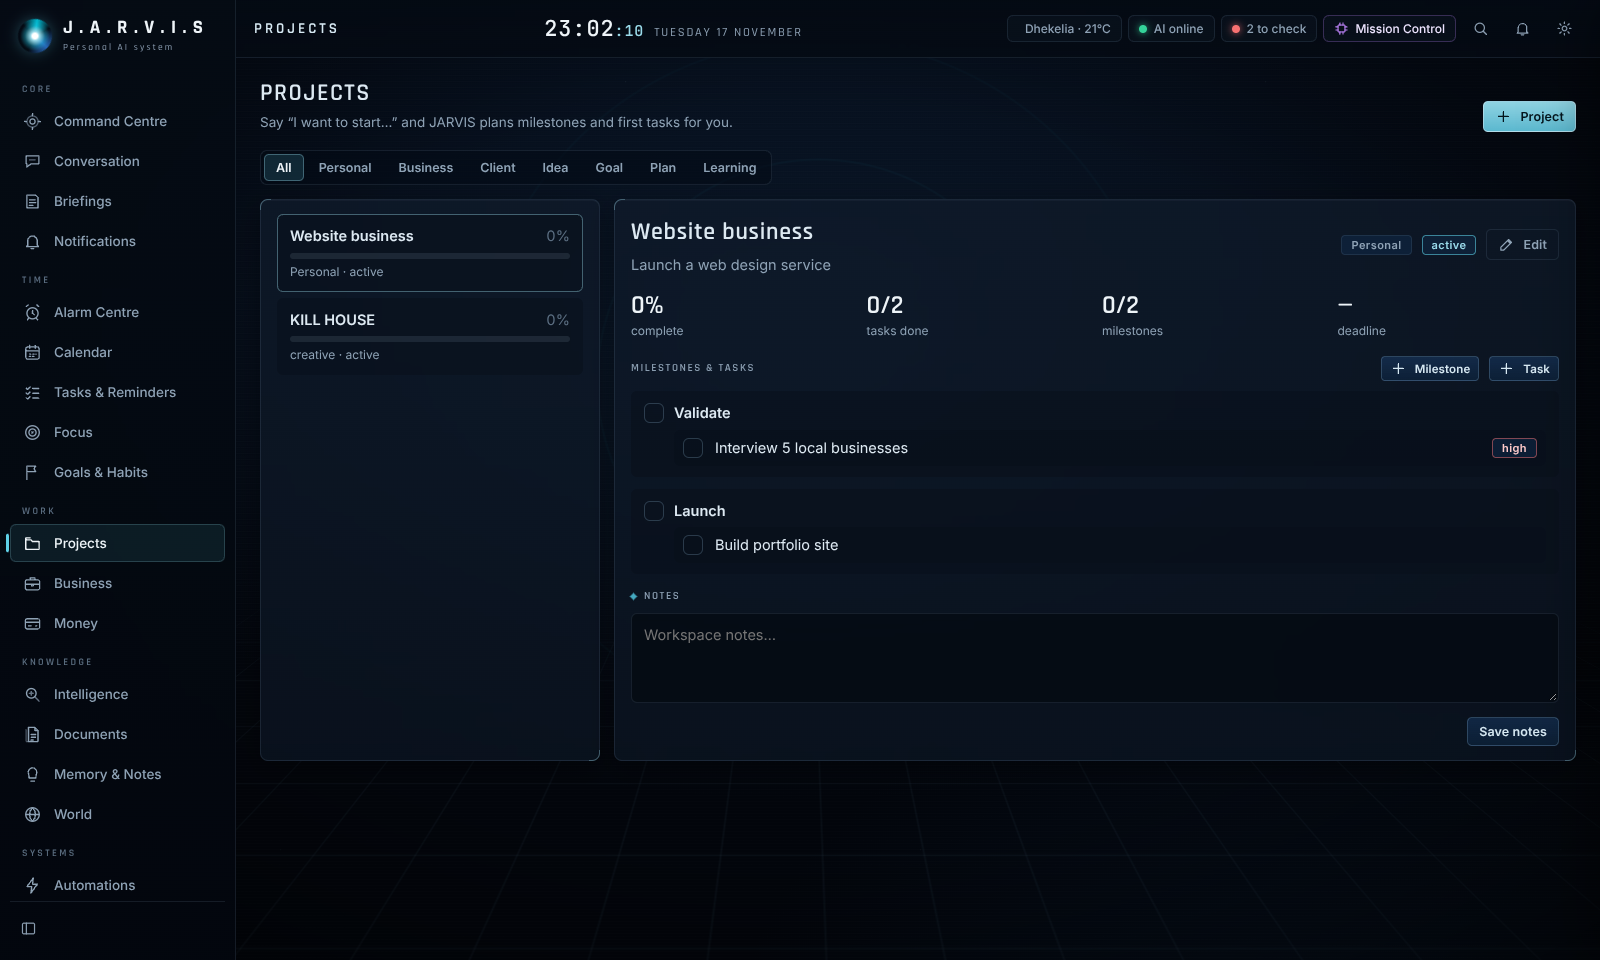 J.A.R.V.I.S
Personal AI system
CORE
Command Centre
Conversation
Briefings
Notifications
TIME
Alarm Centre
Calendar
Tasks & Reminders
Focus
Goals & Habits
WORK
Projects
Business
Money
KNOWLEDGE
Intelligence
Documents
Memory & Notes
World
SYSTEMS
Automations
PROJECTS
23:02:10 TUESDAY 17 NOVEMBER
Dhekelia · 21°C
AI online
2 to check
Mission Control
PROJECTS
Say “I want to start…” and JARVIS plans milestones and first tasks for you.
Project
All Personal Business Client Idea Goal Plan Learning
Website business 0%
Personal · active
KILL HOUSE 0%
creative · active
Website business
Launch a web design service
Personal active Edit
0% 0/2 0/2 —
complete tasks done milestones deadline
MILESTONES & TASKS
Milestone Task
Validate
Interview 5 local businesses high
Launch
Build portfolio site
NOTES
Workspace notes...
Save notes